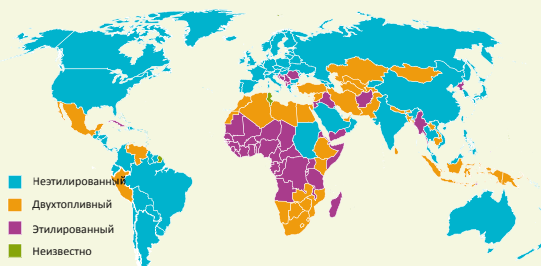 Неэтилированный
Двухтопливный
Этилированный
Неизвестно